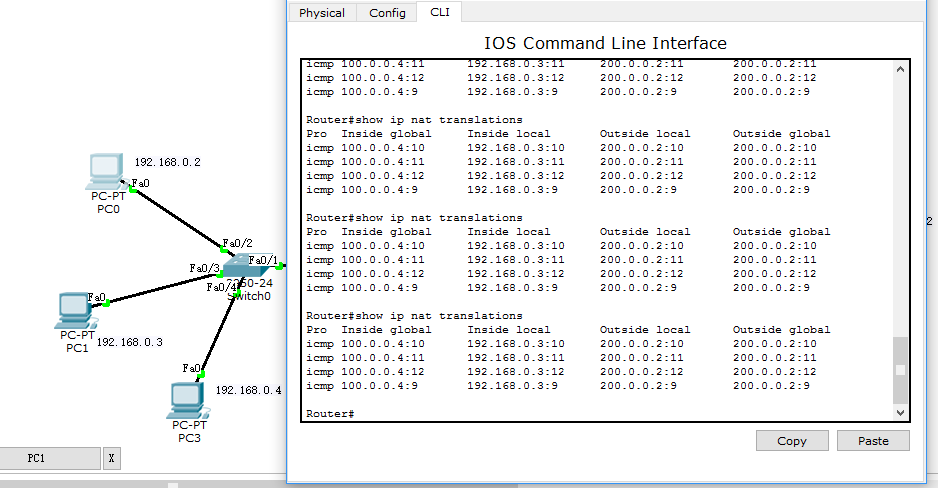 Physical Config CLI
IOS Command Line Interface
icmp 100.0.0.4:11 192.168.0.3:11 200.0.0.2:11 200.0.0.2:11
icmp 100.0.0.4:12 192.168.0.3:12 200.0.0.2:12 200.0.0.2:12
icmp 100.0.0.4:9 192.168.0.3:9 200.0.0.2:9 200.0.0.2:9
Router#show ip nat translations
Pro Inside global Inside local Outside local Outside global
icmp 100.0.0.4:10 192.168.0.3:10 200.0.0.2:10 200.0.0.2:10
icmp 100.0.0.4:11 192.168.0.3:11 200.0.0.2:11 200.0.0.2:11
icmp 100.0.0.4:12 192.168.0.3:12 200.0.0.2:12 200.0.0.2:12
icmp 100.0.0.4:9 192.168.0.3:9 200.0.0.2:9 200.0.0.2:9
Router#show ip nat translations
Pro Inside global Inside local Outside local Outside global
icmp 100.0.0.4:10 192.168.0.3:10 200.0.0.2:10 200.0.0.2:10
icmp 100.0.0.4:11 192.168.0.3:11 200.0.0.2:11 200.0.0.2:11
icmp 100.0.0.4:12 192.168.0.3:12 200.0.0.2:12 200.0.0.2:12
icmp 100.0.0.4:9 192.168.0.3:9 200.0.0.2:9 200.0.0.2:9
Router#show ip nat translations
Pro Inside global Inside local Outside local Outside global
icmp 100.0.0.4:10 192.168.0.3:10 200.0.0.2:10 200.0.0.2:10
icmp 100.0.0.4:11 192.168.0.3:11 200.0.0.2:11 200.0.0.2:11
icmp 100.0.0.4:12 192.168.0.3:12 200.0.0.2:12 200.0.0.2:12
icmp 100.0.0.4:9 192.168.0.3:9 200.0.0.2:9 200.0.0.2:9
Router#
Copy Paste
192.168.0.2
Fa0
PC-PT
PC0
Fa0/2
Fa0/1
Fa0/3
Fa0/4
Switch0
Fa0
PC-PT
PC1
192.168.0.3
Fa0
192.168.0.4
PC-PT
PC3
PC1 X
2